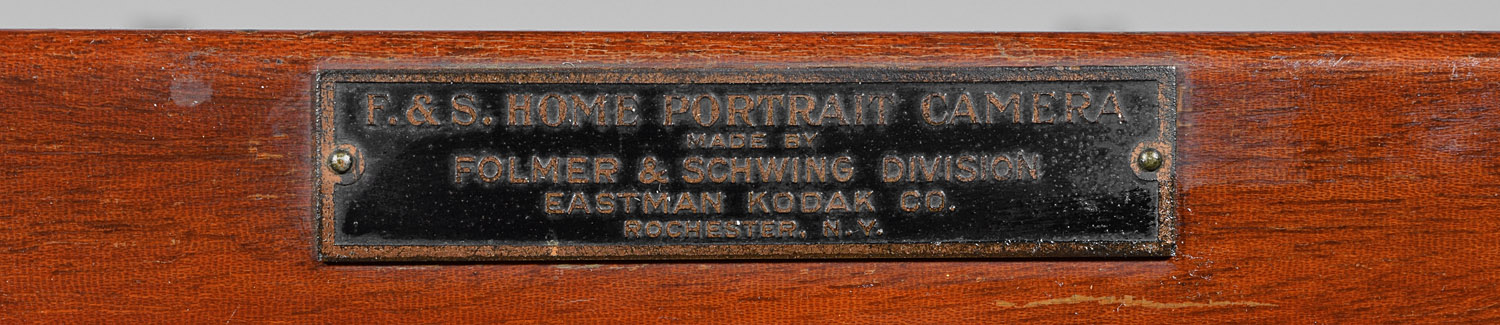 F. & S. HOME PORTRAIT CAMERA
MADE BY
FOLMER & SCHWING DIVISION
EASTMAN KODAK CO.
ROCHESTER, N.Y.